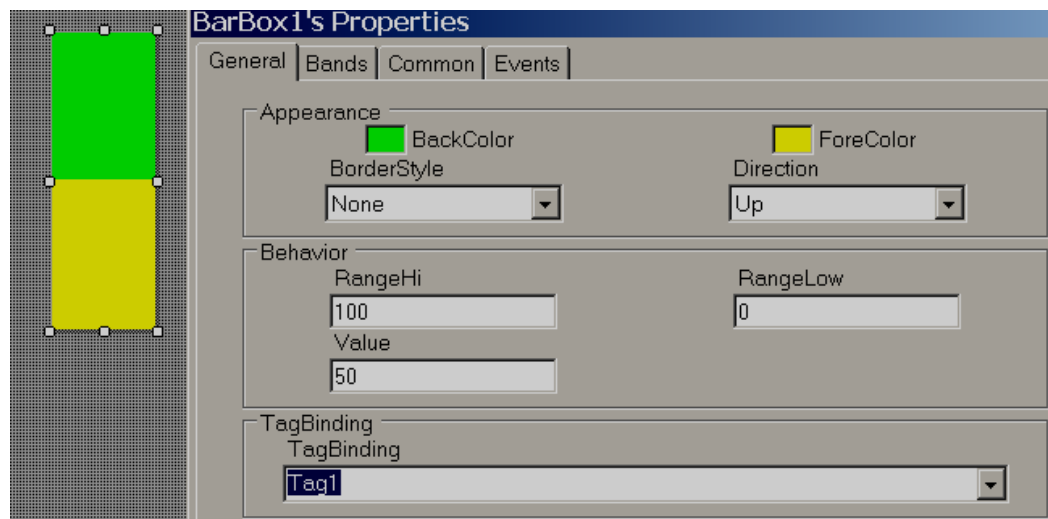 BarBox1's Properties
General Bands Common Events
Appearance
BackColor ForeColor
BorderStyle Direction
None Up
Behavior
RangeHi RangeLow
100 0
Value
50
TagBinding
TagBinding
Tag1